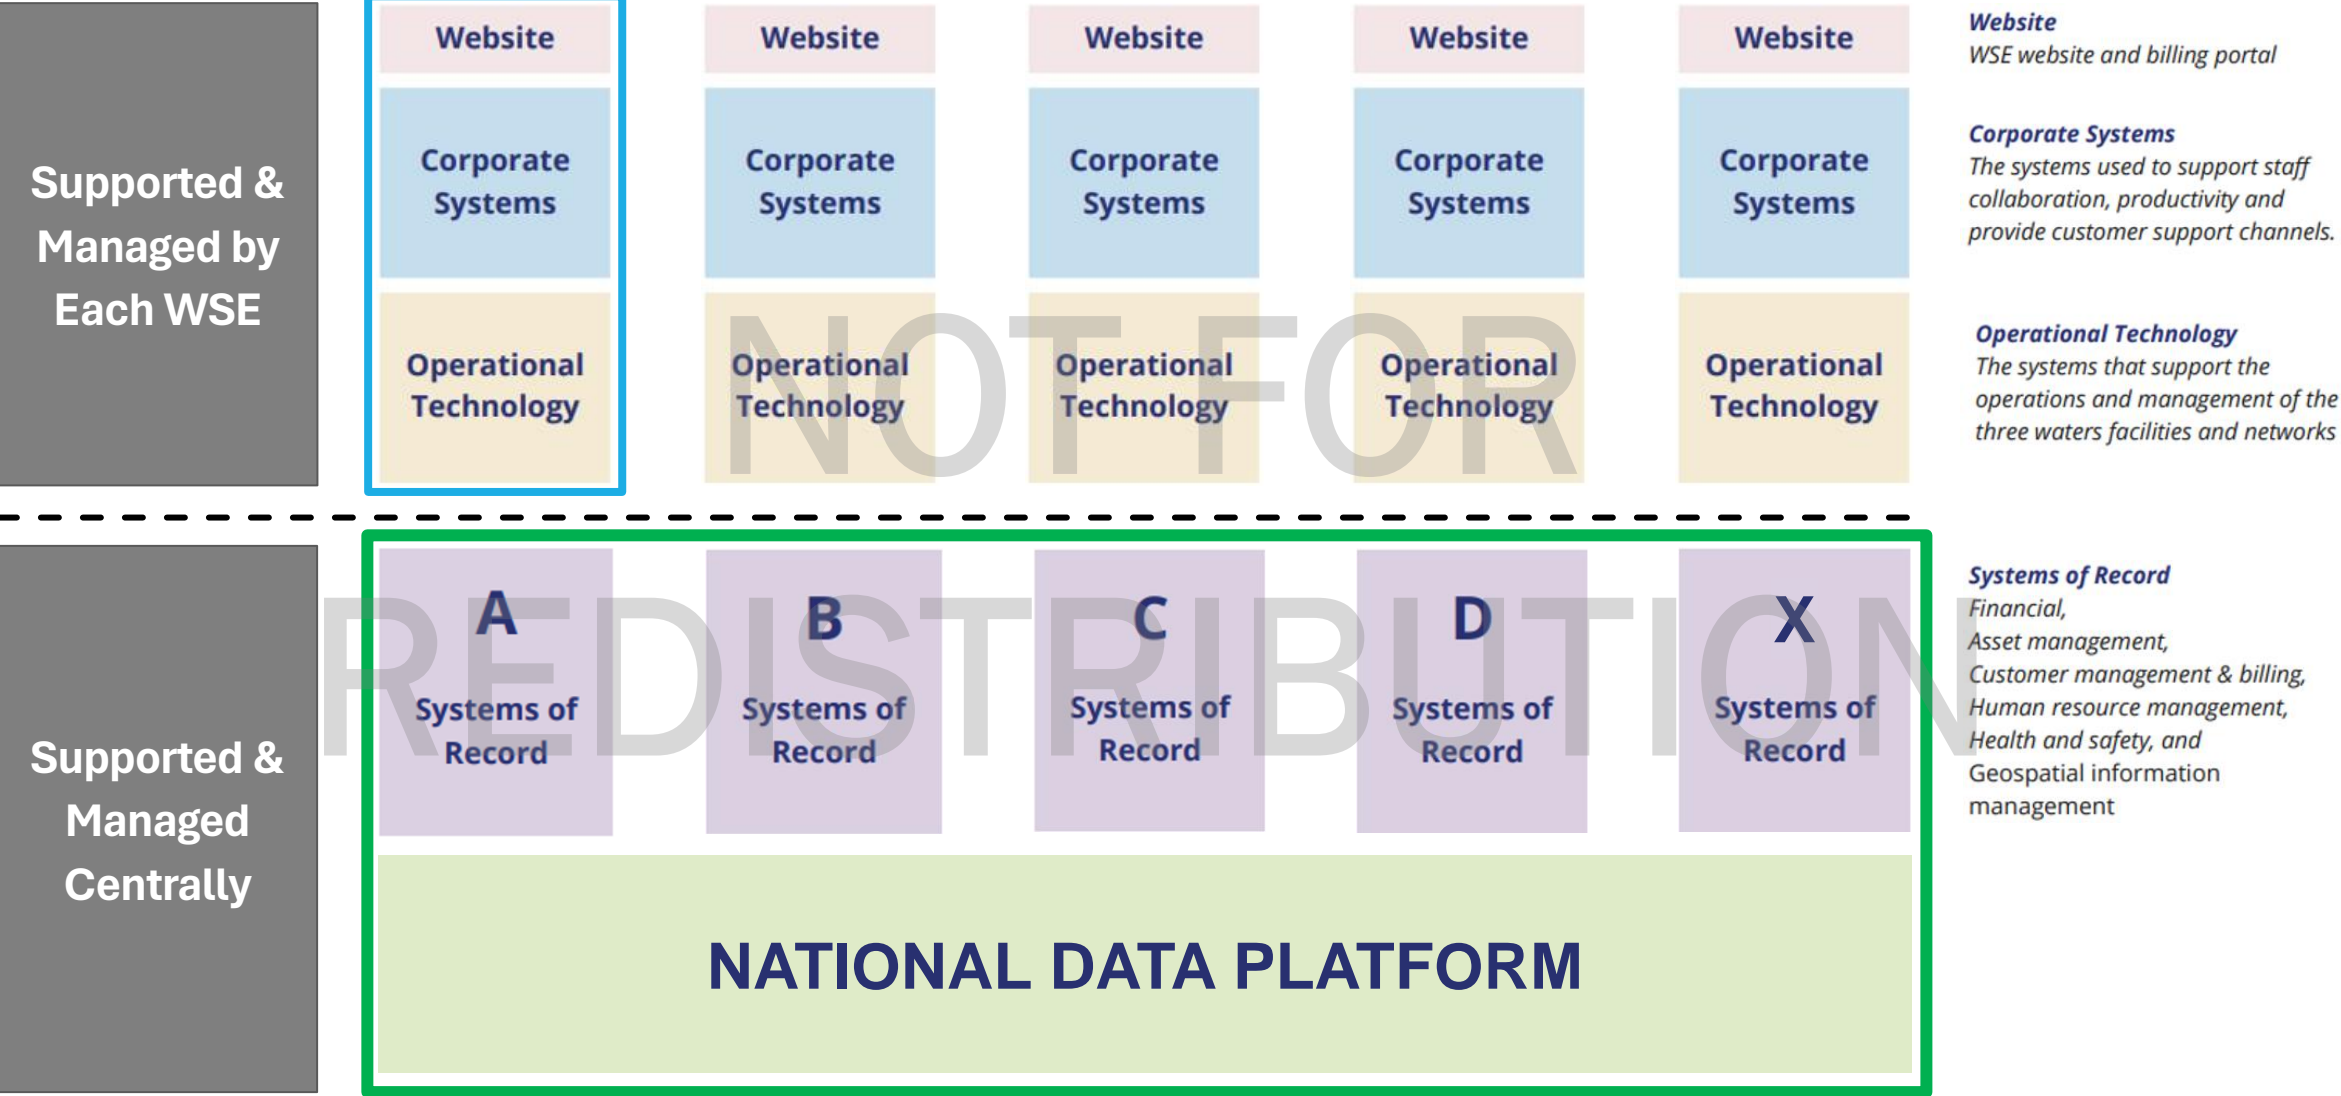 Supported &
Managed by
Each WSE
Website
Website
Website
Website
Website
Corporate
Systems
Corporate
Systems
Corporate
Systems
Corporate
Systems
Corporate
Systems
Operational
Technology
Operational
Technology
Operational
Technology
Operational
Technology
Operational
Technology
Website
WSE website and billing portal
Corporate Systems
The systems used to support staff
collaboration, productivity and
provide customer support channels.
Operational Technology
The systems that support the
operations and management of the
three waters facilities and networks
NOT FOR
REDISTRIBUTION
Supported &
Managed
Centrally
A
Systems of
Record
B
Systems of
Record
C
Systems of
Record
D
Systems of
Record
X
Systems of
Record
NATIONAL DATA PLATFORM
Systems of Record
Financial,
Asset management,
Customer management & billing,
Human resource management,
Health and safety, and
Geospatial information
management